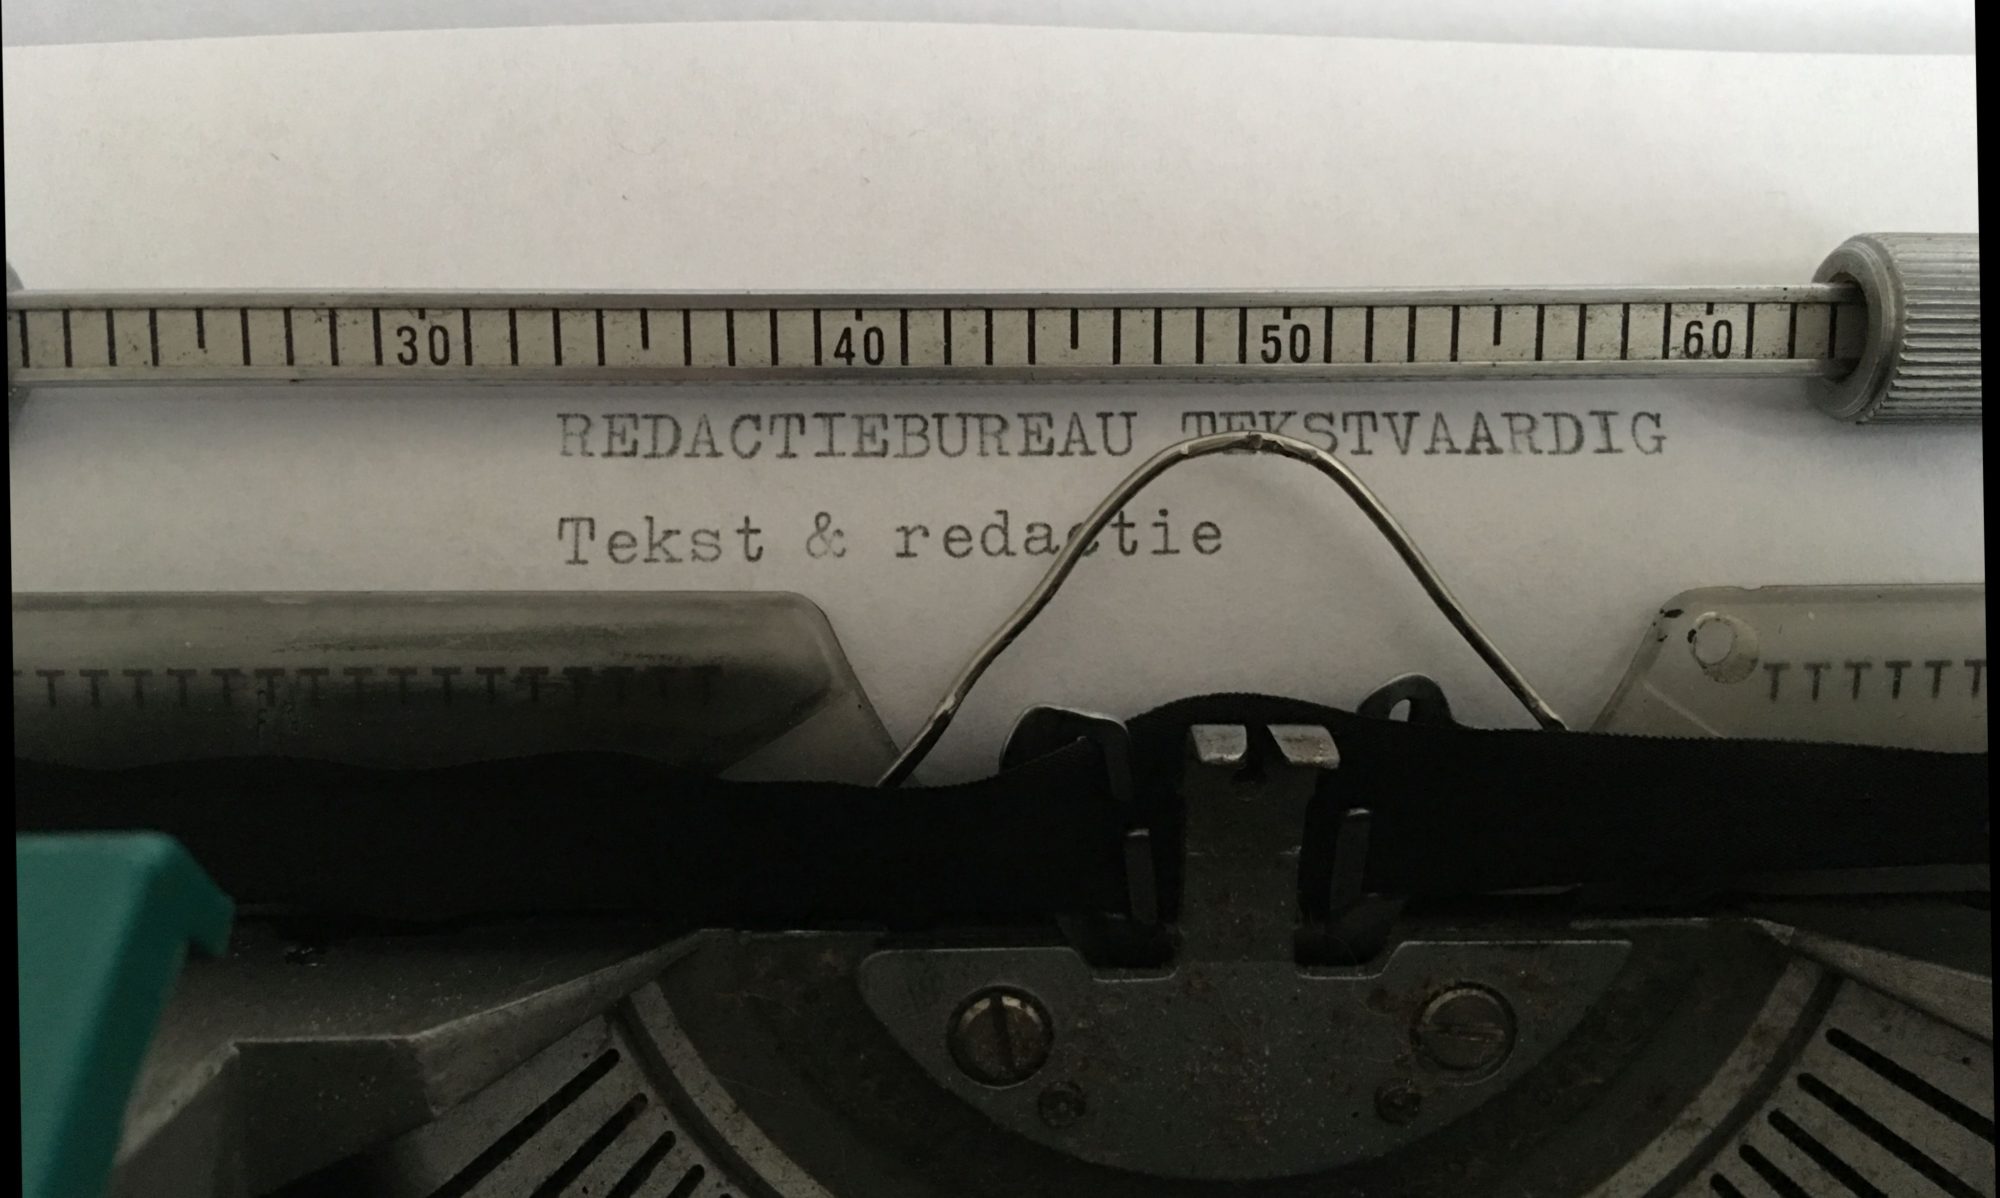 30 40 50 60
REDACTIEBUREAU TEKSTVAARDIG
Tekst & redactie